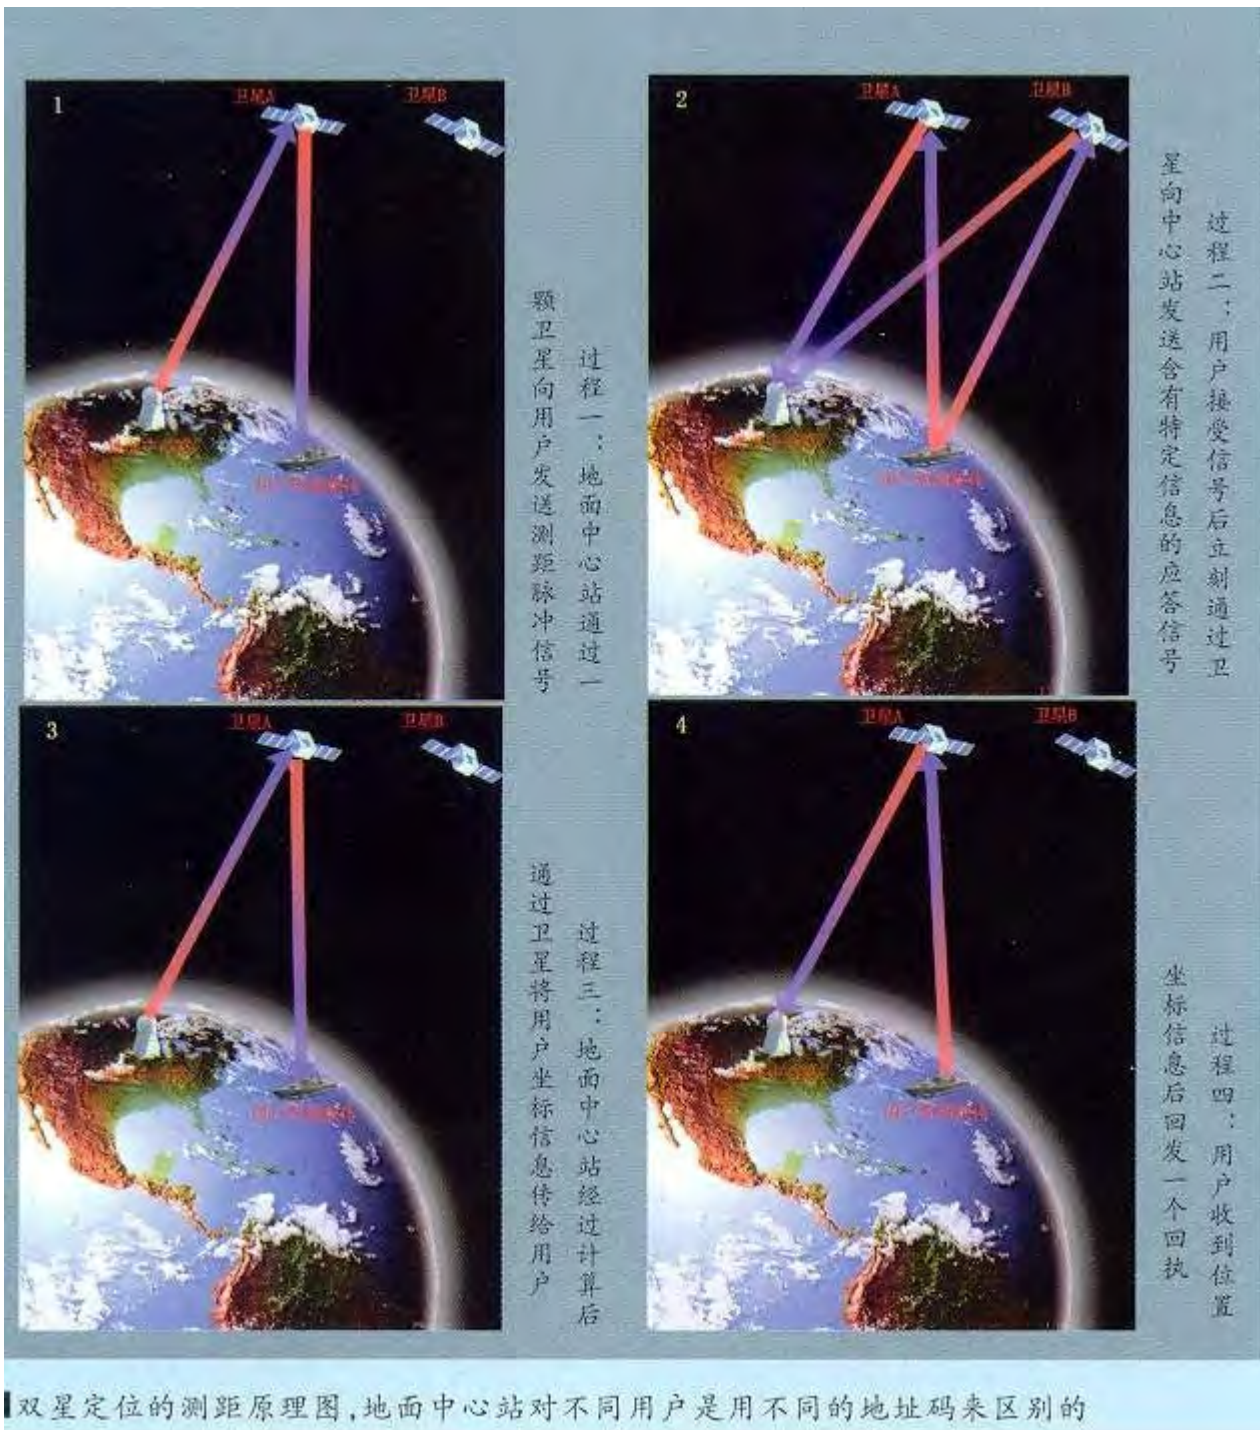 1
卫星A
卫星B
过程一：地面中心站通过一
颗卫星向用户发送测距脉冲信号
2
卫星A
卫星B
过程二：用户接受信号后立刻通过卫
星向中心站发送含有特定信息的应答信号
3
卫星A
卫星B
过程三：地面中心站经过计算后
通过卫星将用户坐标信息传给用户
4
卫星A
卫星B
过程四：用户收到位置
坐标信息后回发一个回执
双星定位的测距原理图,地面中心站对不同用户是用不同的地址码来区别的